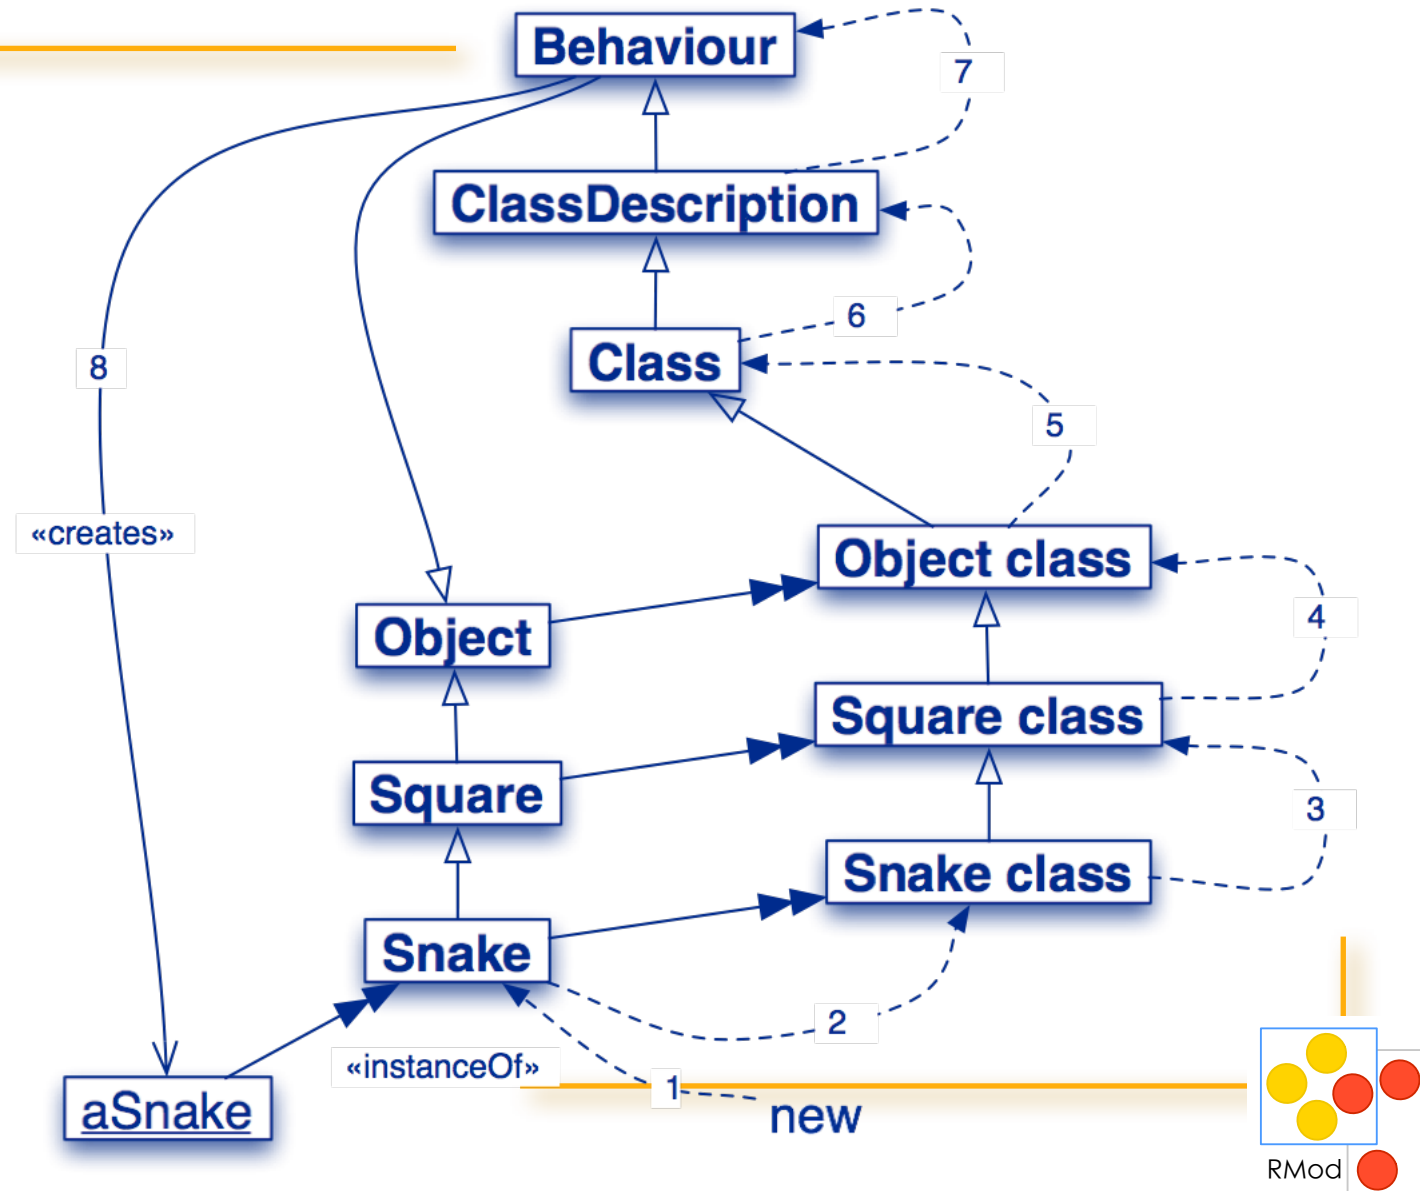 Behaviour
7
ClassDescription
6
Class
8
5
«creates»
Object class
Object
4
Square class
Square
3
Snake class
Snake
2
«instanceOf»
1
new
aSnake
RMod